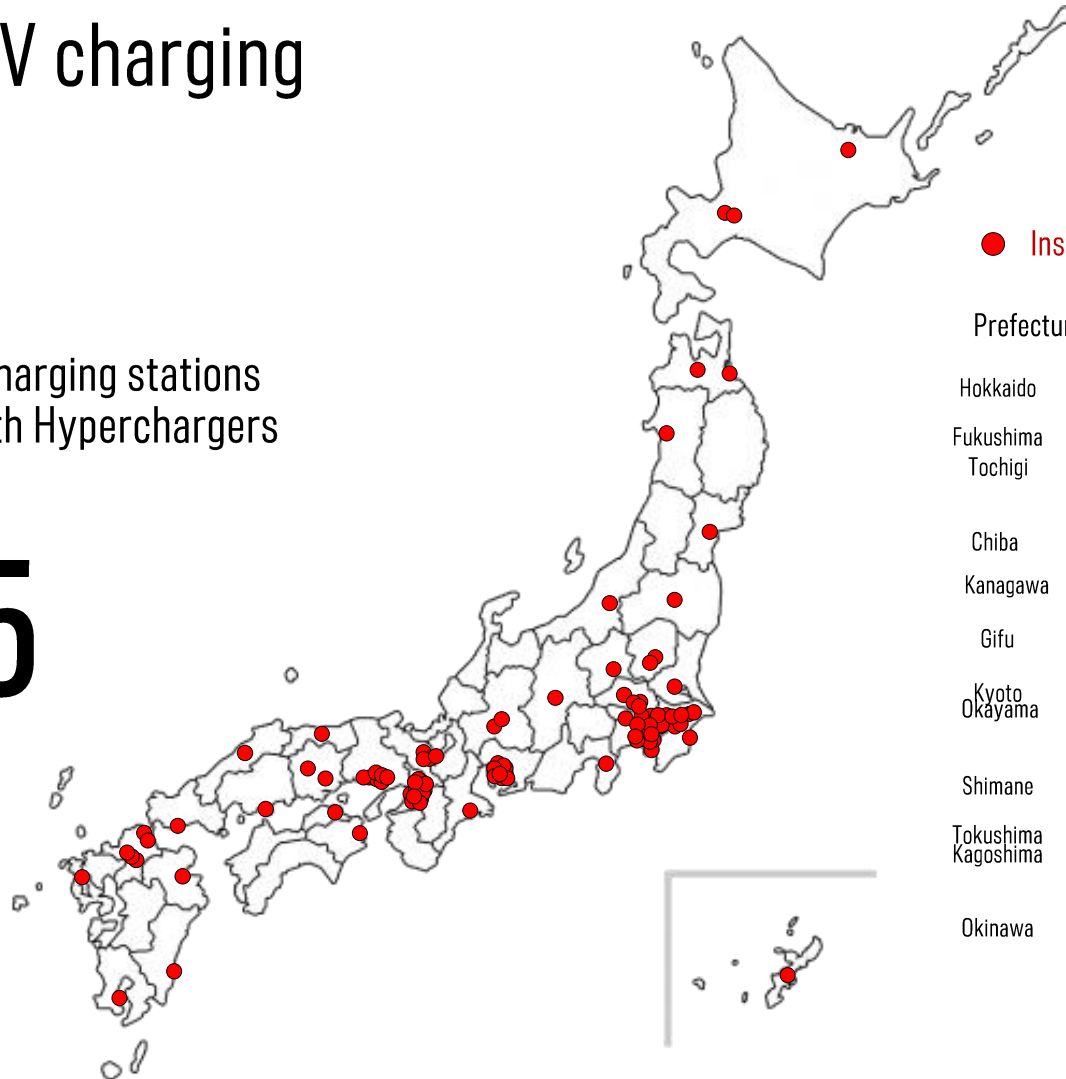 V charging
Ins
Prefectur
harging stations
th Hyperchargers
Hokkaido
Fukushima
Tochigi
Chiba
5
Kanagawa
Gifu
Kyoto
Okayama
Shimane
Tokushima
Kagoshima
Okinawa